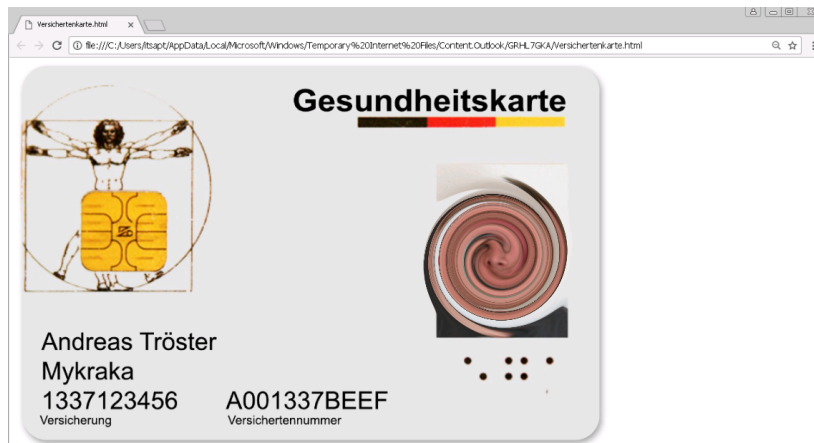 Versichertenkarte.html
file:///C:/Users/itsapt/AppData/Local/Microsoft/Windows/Temporary%20Internet%20Files/Content.Outlook/GRHL7GKA/Versichertenkarte.html
Gesundheitskarte
Andreas Tröster
Mykraka
1337123456 A001337BEEF
Versicherung Versichertennummer